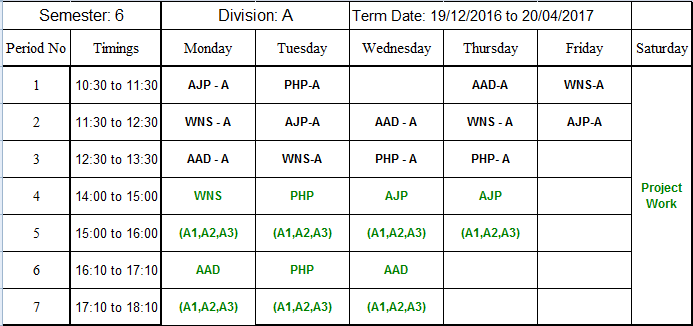 Semester: 6 Division: A Term Date: 19/12/2016 to 20/04/2017
Period No Timings Monday Tuesday Wednesday Thursday Friday Saturday
1 10:30 to 11:30 AJP - A PHP-A AAD-A WNS-A
2 11:30 to 12:30 WNS - A AJP-A AAD - A WNS - A AJP-A
3 12:30 to 13:30 AAD - A WNS-A PHP - A PHP- A
4 14:00 to 15:00 WNS PHP AJP AJP
5 15:00 to 16:00 (A1,A2,A3) (A1,A2,A3) (A1,A2,A3) (A1,A2,A3)
6 16:10 to 17:10 AAD PHP AAD
7 17:10 to 18:10 (A1,A2,A3) (A1,A2,A3) (A1,A2,A3)
Project
Work